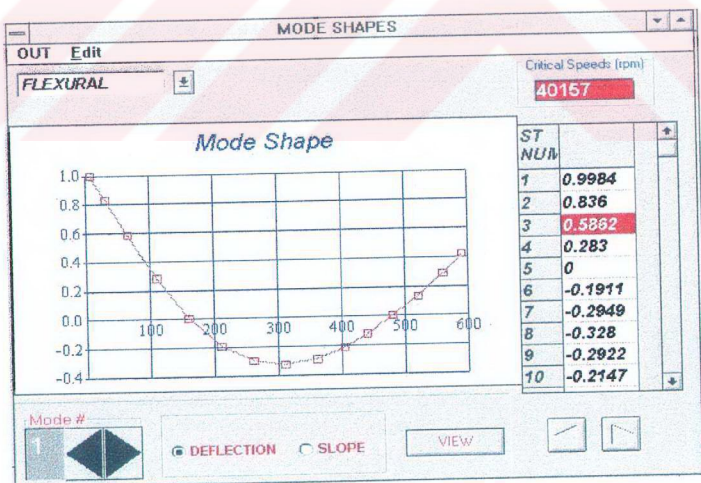 MODE SHAPES
OUT Edit
FLEXURAL
Critical Speeds (rpm)
40157
Mode Shape
1.0
0.8
0.6
0.4
0.2
0.0
-0.2
-0.4
100 200 300 400 500 600
ST NUM
1 0.9984
2 0.836
3 0.5862
4 0.283
5 0
6 -0.1911
7 -0.2949
8 -0.328
9 -0.2922
10 -0.2147
Mode #
1
DEFLECTION SLOPE
VIEW